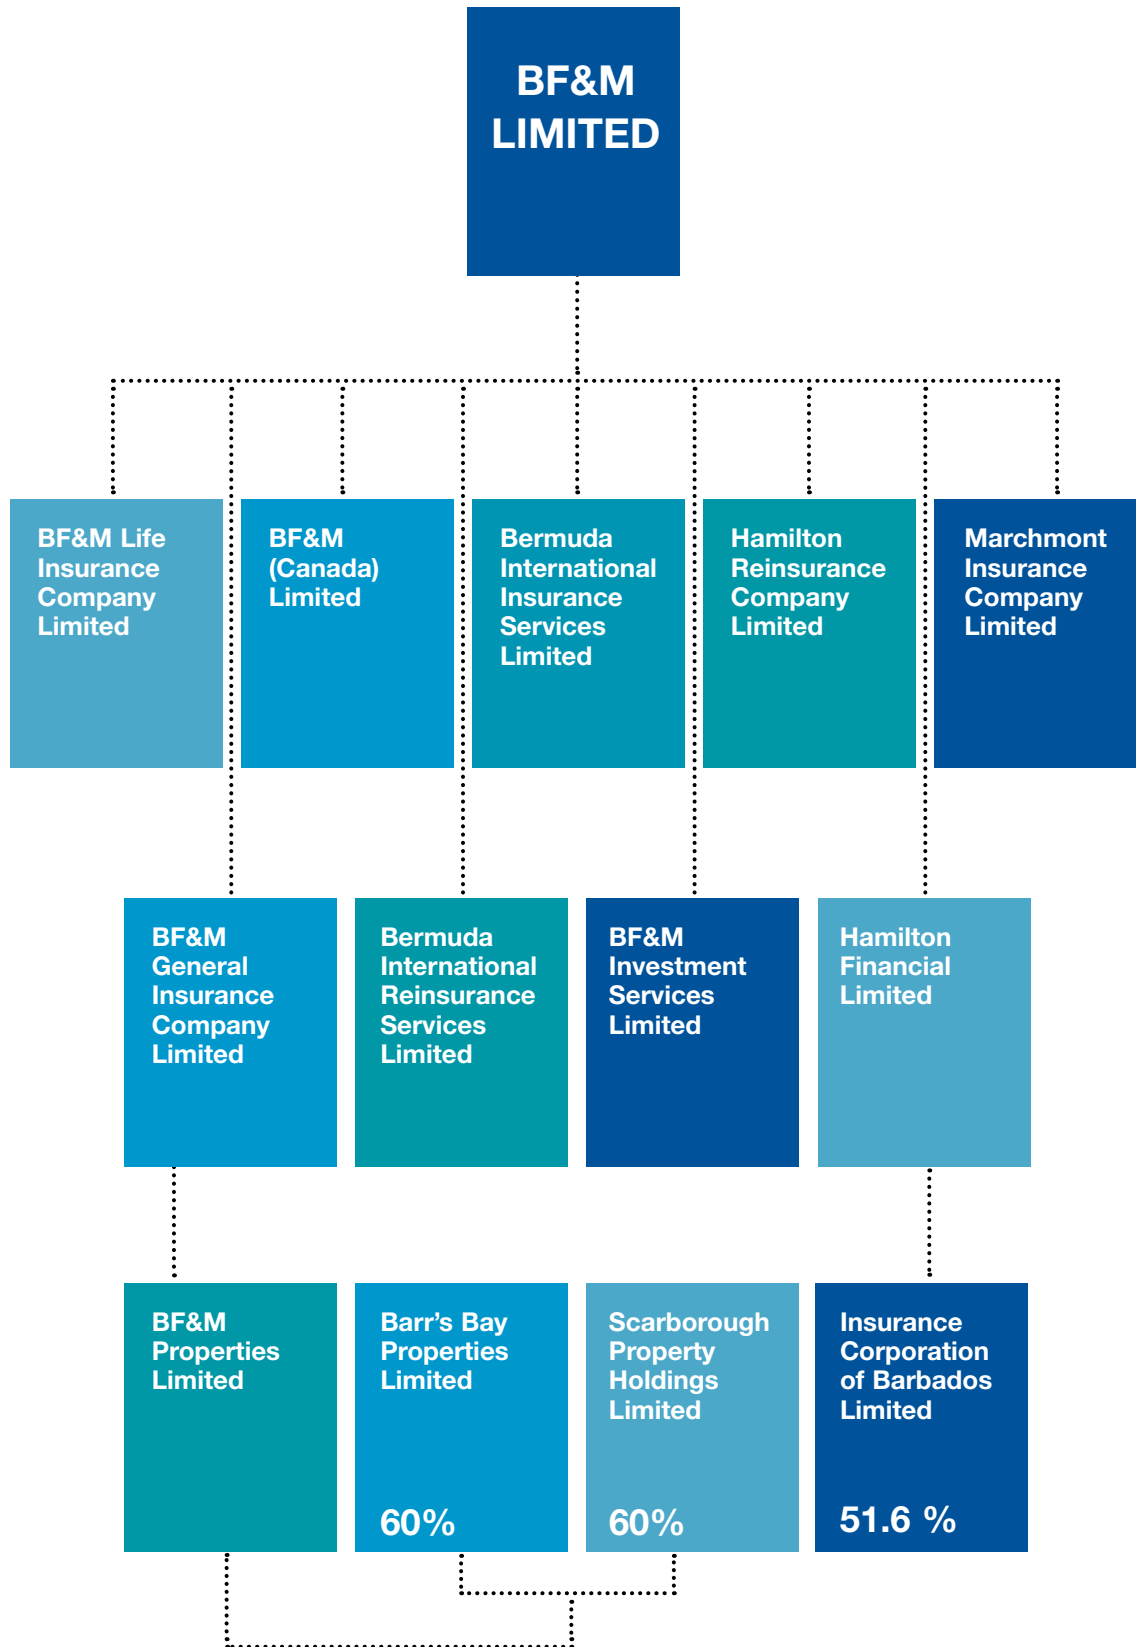 BF&M
LIMITED
BF&M Life
Insurance
Company
Limited
BF&M
(Canada)
Limited
Bermuda
International
Insurance
Services
Limited
Hamilton
Reinsurance
Company
Limited
Marchmont
Insurance
Company
Limited
BF&M
General
Insurance
Company
Limited
Bermuda
International
Reinsurance
Services
Limited
BF&M
Investment
Services
Limited
Hamilton
Financial
Limited
BF&M
Properties
Limited
Barr’s Bay
Properties
Limited
60%
Scarborough
Property
Holdings
Limited
60%
Insurance
Corporation
of Barbados
Limited
51.6 %